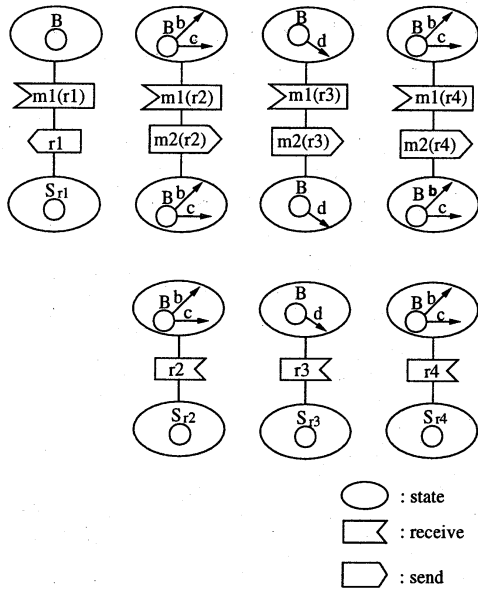 B B b c B d B b c
m1(r1) m1(r2) m1(r3) m1(r4)
r1 m2(r2) m2(r3) m2(r4)
Sr1 B b c B d B b c
B b c B d B b c
r2 r3 r4
Sr2 Sr3 Sr4
: state
: receive
: send